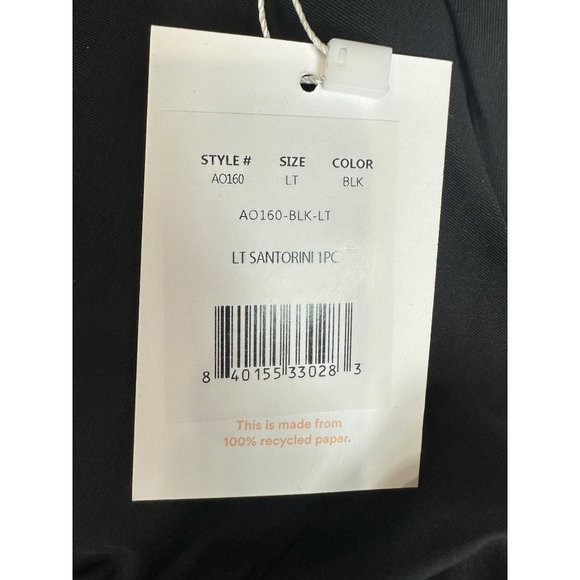 STYLE # SIZE COLOR
AO160 LT BLK
AO160-BLK-LT
LT SANTORINI 1PC
8 40155 33028 3
This is made from
100% recycled paper.